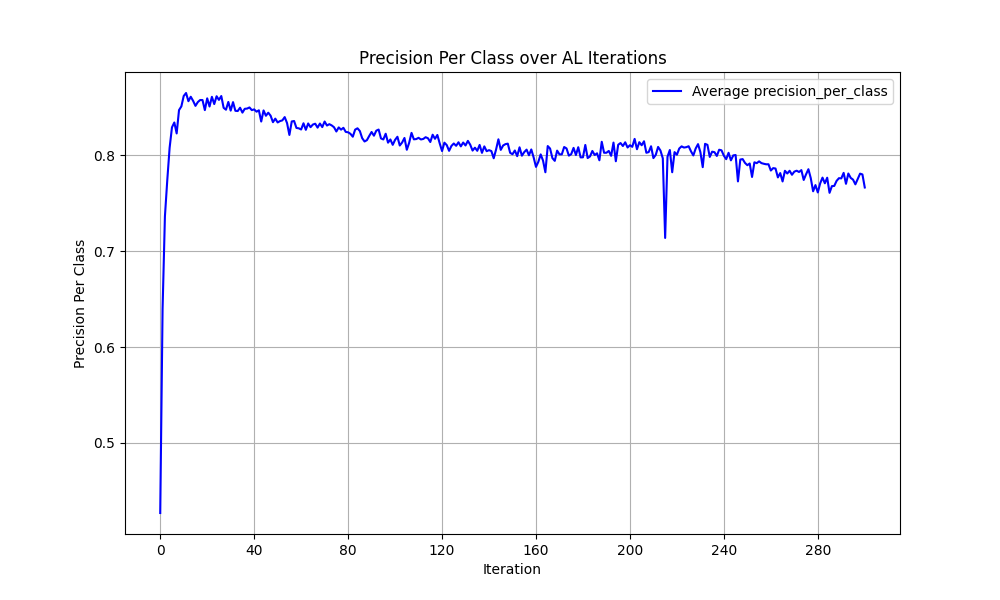 Precision Per Class over AL Iterations
Average precision_per_class
Precision Per Class
0.8
0.7
0.6
0.5
0 40 80 120 160 200 240 280
Iteration